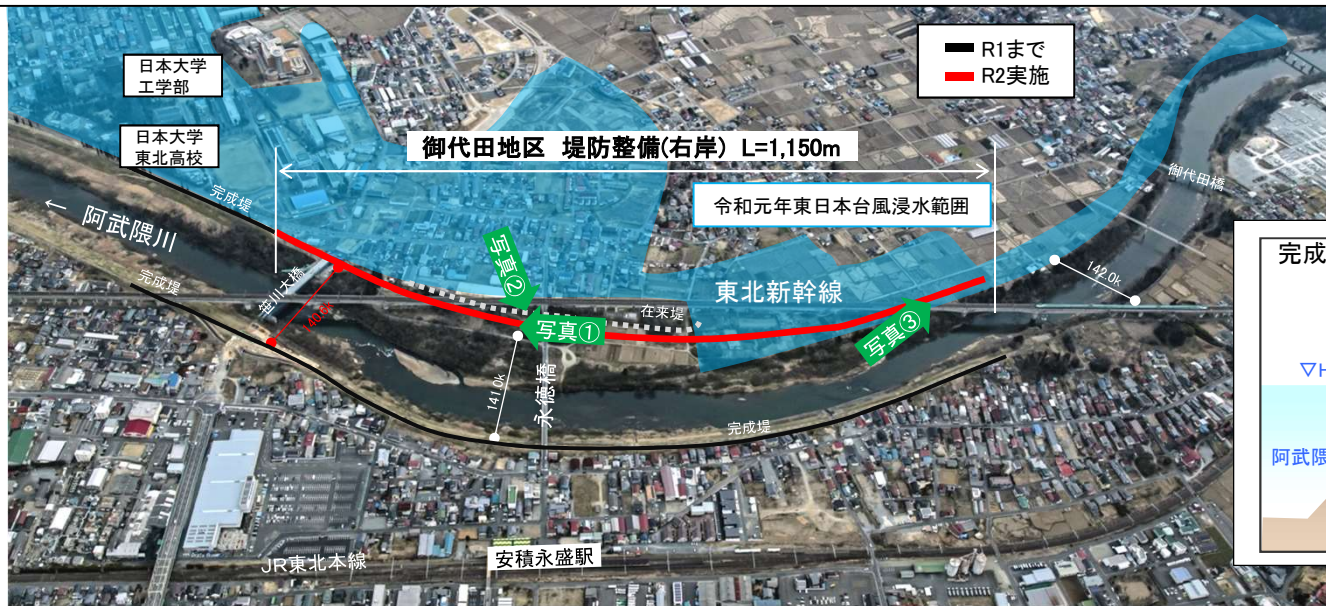 R1まで
R2実施
日本大学
工学部
日本大学
東北高校
御代田地区 堤防整備(右岸) L=1,150m
令和元年東日本台風浸水範囲
御代田橋
完成堤
← 阿武隈川
完成堤
笹川大橋
140.6k
写真②
写真①
在来堤
東北新幹線
写真③
142.0k
141.0k
永徳橋
完成堤
JR東北本線
安積永盛駅
完成
▽H
阿武隈